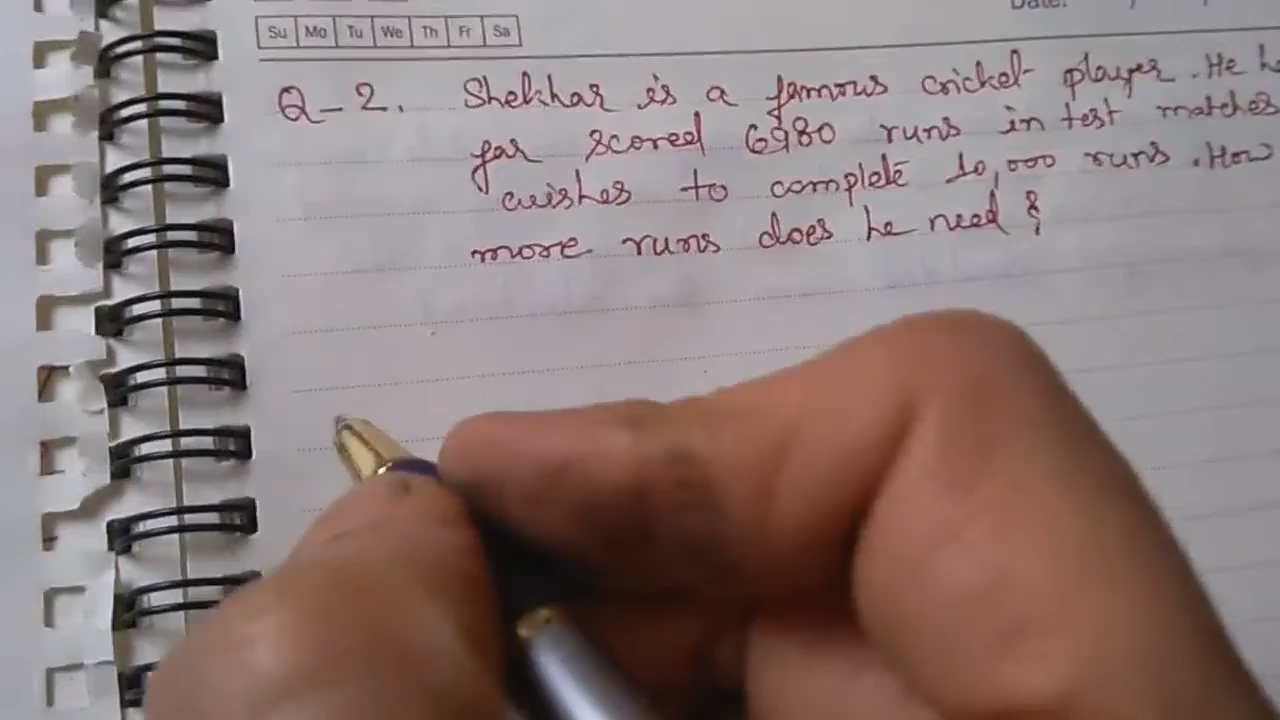 Date: / /
Su Mo Tu We Th Fr Sa
Q-2. Shekhar is a famous cricket player. He h
far scored 6980 runs in test matches
wishes to complete 10,000 runs. How
more runs does he need ?